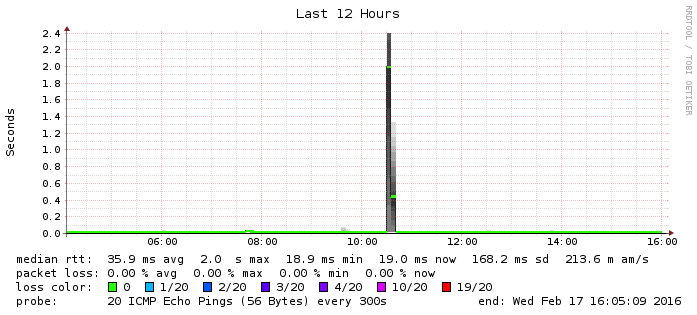 Last 12 Hours
RRDTOOL / TOBI OETIKER
Seconds
2.4
2.2
2.0
1.8
1.6
1.4
1.2
1.0
0.8
0.6
0.4
0.2
0.0
06:00 08:00 10:00 12:00 14:00 16:00
median rtt: 35.9 ms avg 2.0 s max 18.9 ms min 19.0 ms now 168.2 ms sd 213.6 m am/s
packet loss: 0.00 % avg 0.00 % max 0.00 % min 0.00 % now
loss color: 0 1/20 2/20 3/20 4/20 10/20 19/20
probe: 20 ICMP Echo Pings (56 Bytes) every 300s end: Wed Feb 17 16:05:09 2016